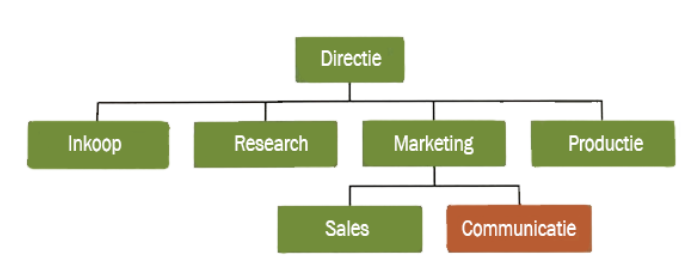 Directie
Inkoop
Research
Marketing
Productie
Sales
Communicatie